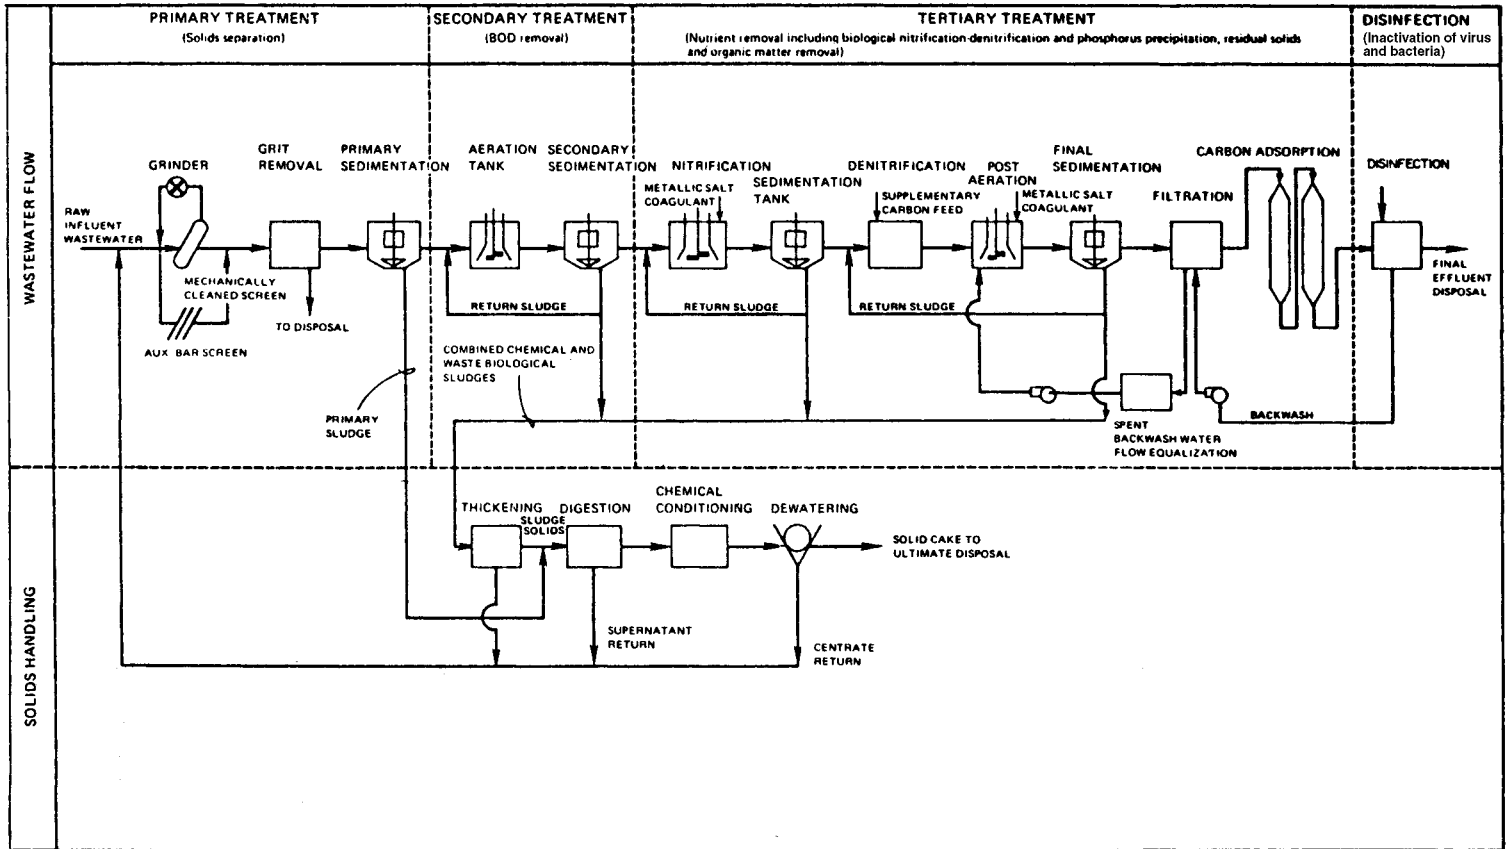 PRIMARY TREATMENT
(Solids separation)
SECONDARY TREATMENT
(BOD removal)
TERTIARY TREATMENT
(Nutrient removal including biological nitrification-denitrification and phosphorus precipitation, residual solids
and organic matter removal)
DISINFECTION
(Inactivation of virus
and bacteria)
WASTEWATER FLOW
GRINDER
GRIT
REMOVAL
PRIMARY
SEDIMENTATION
AERATION
TANK
SECONDARY
SEDIMENTATION
NITRIFICATION
METALLIC SALT
COAGULANT
SEDIMENTATION
TANK
DENITRIFICATION
SUPPLEMENTARY
CARBON FEED
POST
AERATION
METALLIC SALT
COAGULANT
FINAL
SEDIMENTATION
FILTRATION
CARBON ADSORPTION
DISINFECTION
RAW
INFLUENT
WASTEWATER
MECHANICALLY
CLEANED SCREEN
TO DISPOSAL
AUX BAR SCREEN
RETURN SLUDGE
RETURN SLUDGE
RETURN SLUDGE
FINAL
EFFLUENT
DISPOSAL
COMBINED CHEMICAL AND
WASTE BIOLOGICAL
SLUDGES
PRIMARY
SLUDGE
SPENT
BACKWASH WATER
FLOW EQUALIZATION
BACKWASH
SOLIDS HANDLING
THICKENING
SLUDGE
SOLIDS
DIGESTION
CHEMICAL
CONDITIONING
DEWATERING
SOLID CAKE TO
ULTIMATE DISPOSAL
SUPERNATANT
RETURN
CENTRATE
RETURN